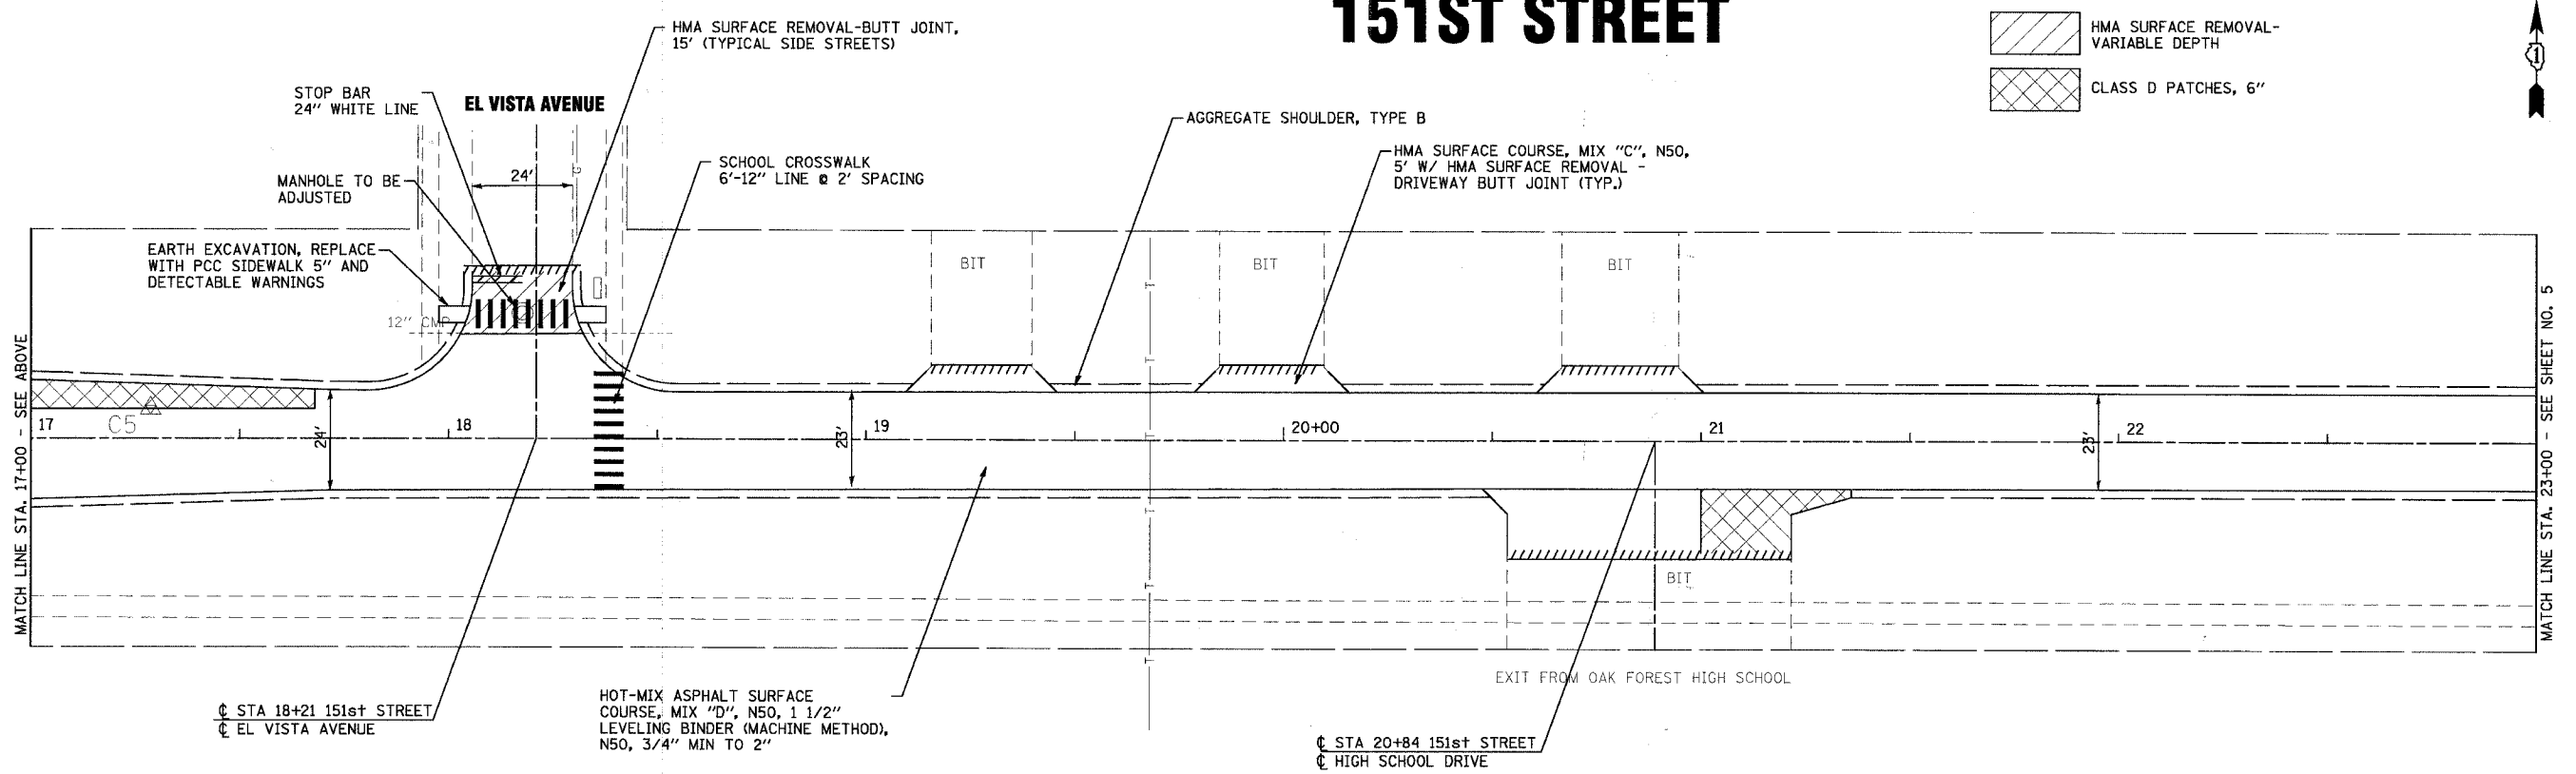 151ST STREET
HMA SURFACE REMOVAL-BUTT JOINT,
15' (TYPICAL SIDE STREETS)
HMA SURFACE REMOVAL-
VARIABLE DEPTH
CLASS D PATCHES, 6"
1
STOP BAR
24" WHITE LINE
EL VISTA AVENUE
AGGREGATE SHOULDER, TYPE B
HMA SURFACE COURSE, MIX "C", N50,
5' W/ HMA SURFACE REMOVAL -
DRIVEWAY BUTT JOINT (TYP.)
SCHOOL CROSSWALK
6'-12" LINE @ 2' SPACING
24'
G
MANHOLE TO BE
ADJUSTED
EARTH EXCAVATION, REPLACE
WITH PCC SIDEWALK 5" AND
DETECTABLE WARNINGS
BIT
BIT
BIT
12" CMP
MATCH LINE STA. 17+00 - SEE ABOVE
17
C5
24'
18
23'
19
20+00
21
23'
22
MATCH LINE STA. 23+00 - SEE SHEET NO. 5
BIT
EXIT FROM OAK FOREST HIGH SCHOOL
℄ STA 18+21 151st STREET
℄ EL VISTA AVENUE
HOT-MIX ASPHALT SURFACE
COURSE, MIX "D", N50, 1 1/2"
LEVELING BINDER (MACHINE METHOD),
N50, 3/4" MIN TO 2"
℄ STA 20+84 151st STREET
℄ HIGH SCHOOL DRIVE